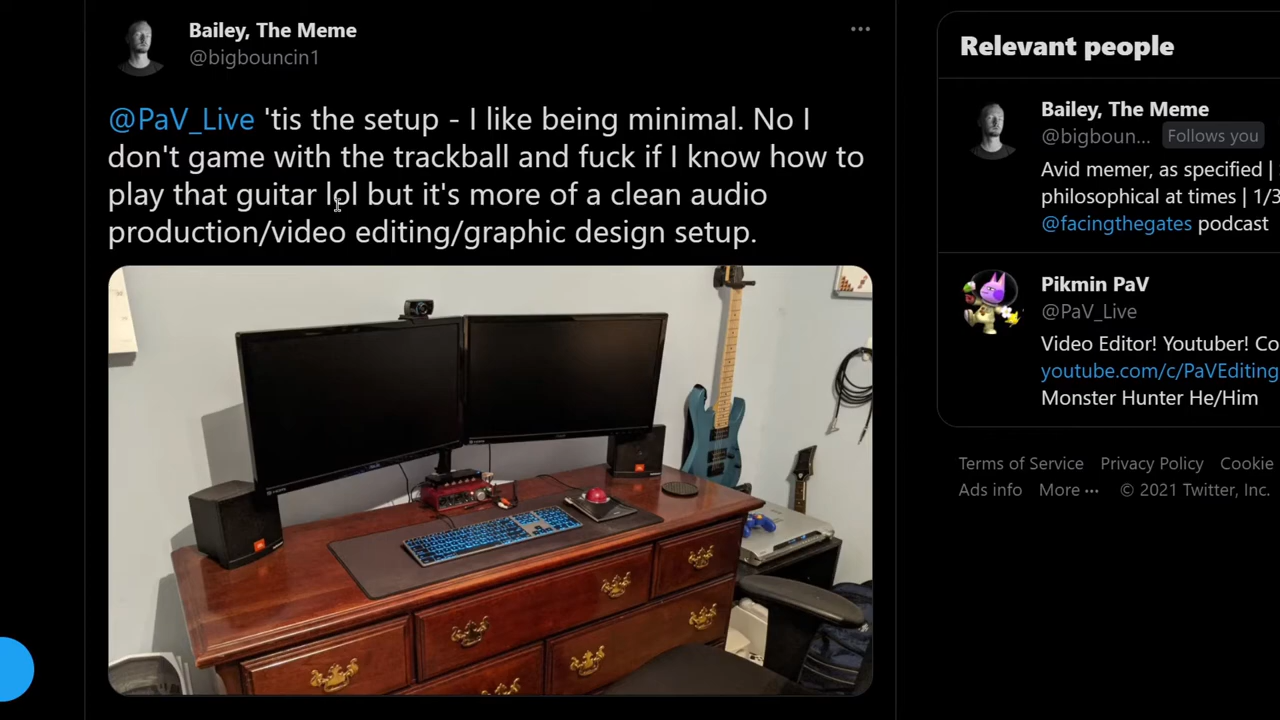 Bailey, The Meme
@bigbouncin1
@PaV_Live 'tis the setup - I like being minimal. No I
don't game with the trackball and fuck if I know how to
play that guitar lol but it's more of a clean audio
production/video editing/graphic design setup.
Relevant people
Bailey, The Meme
@bigboun... Follows you
Avid memer, as specified |
philosophical at times | 1/3
@facingthegates podcast
Pikmin PaV
@PaV_Live
Video Editor! Youtuber! Co
youtube.com/c/PaVEditing
Monster Hunter He/Him
Terms of Service Privacy Policy Cookie
Ads info More ··· © 2021 Twitter, Inc.
JBL
JBL